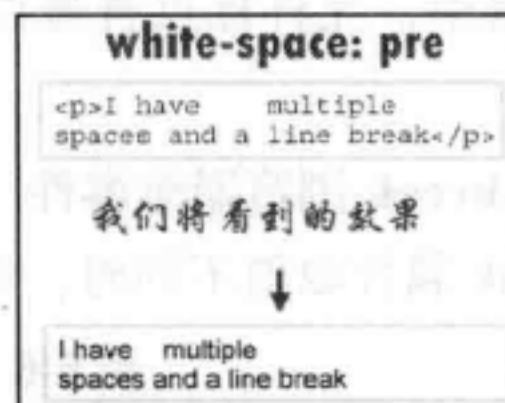 white-space: pre
<p>I have    multiple
spaces and a line break</p>
我们将看到的效果
I have   multiple
spaces and a line break